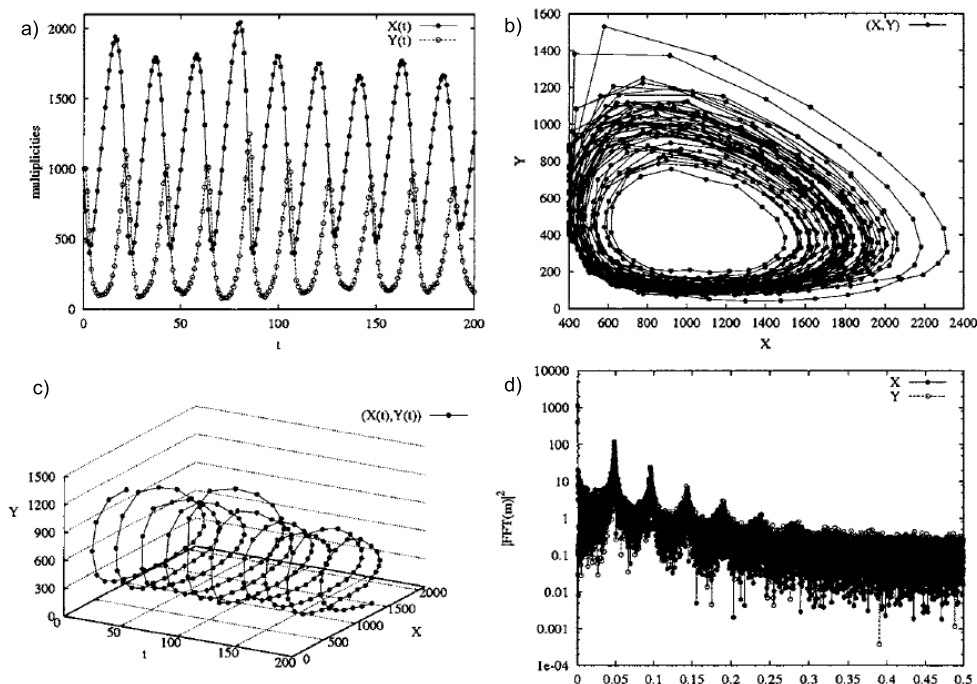 a)
X(t)
Y(t)
multiplicities
2000
1500
1000
500
0
0 50 100 150 200
t
b)
(X,Y)
Y
1600
1400
1200
1000
800
600
400
200
0
400 600 800 1000 1200 1400 1600 1800 2000 2200 2400
X
c)
(X(t),Y(t))
Y
1500
1200
900
600
300
0
0 50 100 150 200
t
0 500 1000 1500 2000
X
d)
X
Y
|FFT(m)|²
10000
1000
100
10
1
0.1
0.01
0.001
1e-04
0 0.05 0.1 0.15 0.2 0.25 0.3 0.35 0.4 0.45 0.5